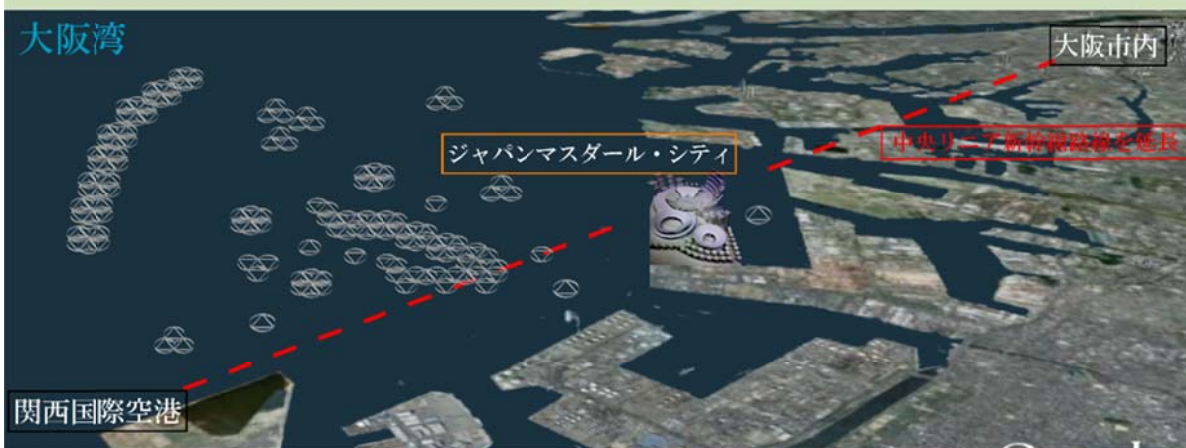 大阪湾
大阪市内
中央リニア新幹線路線を延長
ジャパンマスダール・シティ
関西国際空港